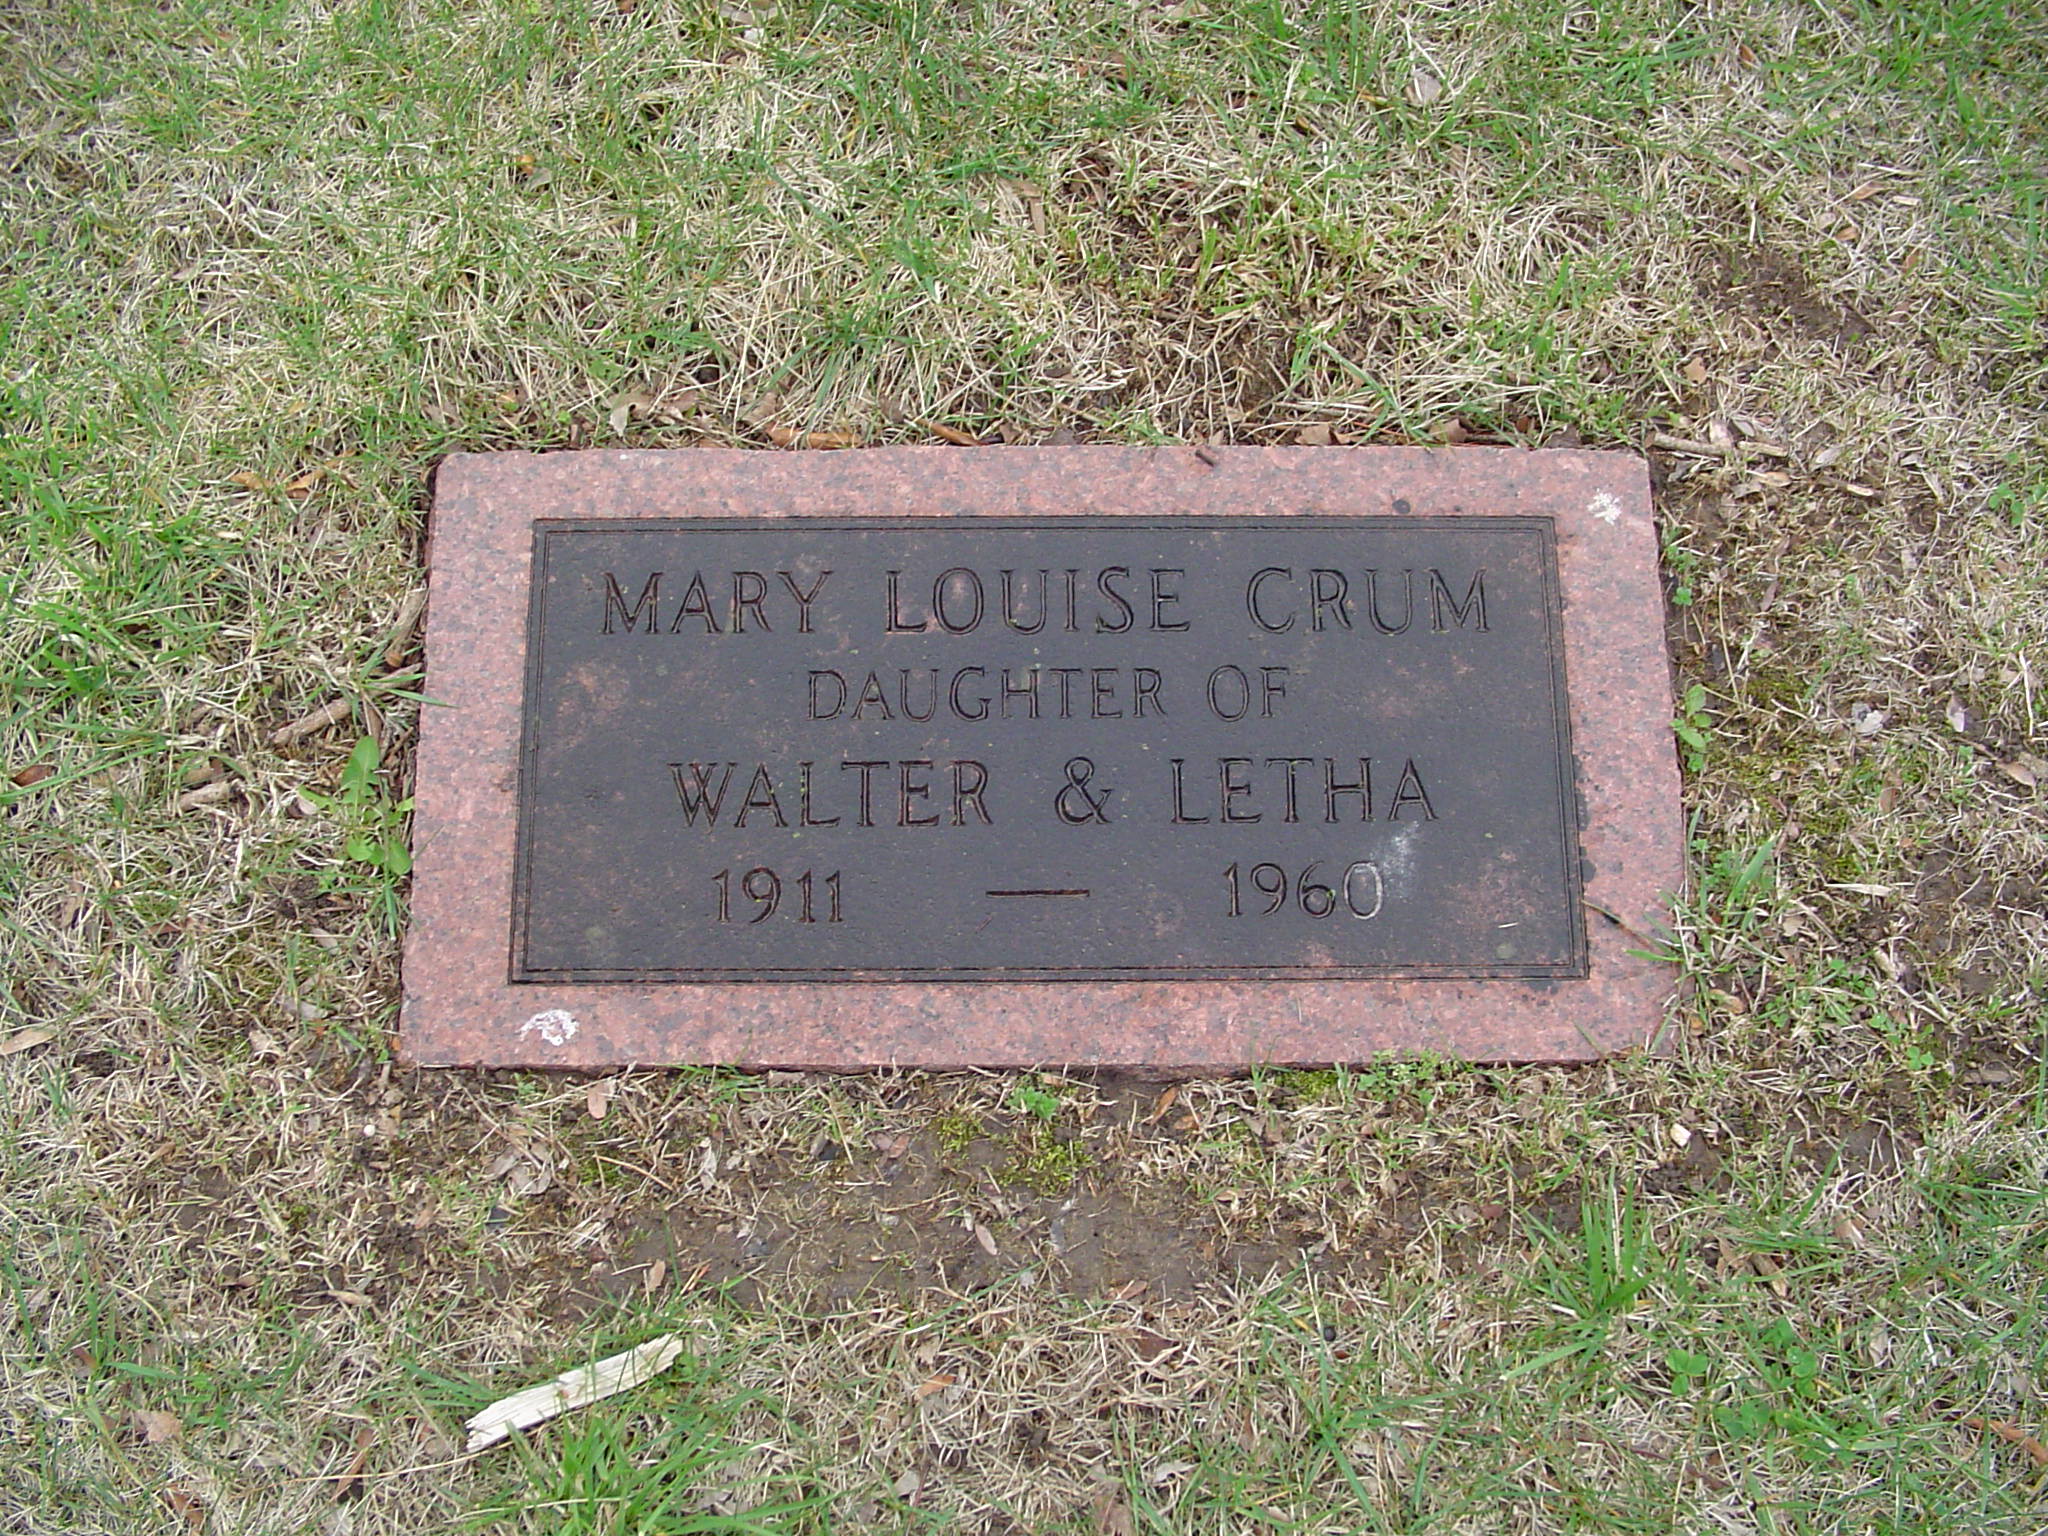 MARY LOUISE CRUM
DAUGHTER OF
WALTER & LETHA
1911 — 1960